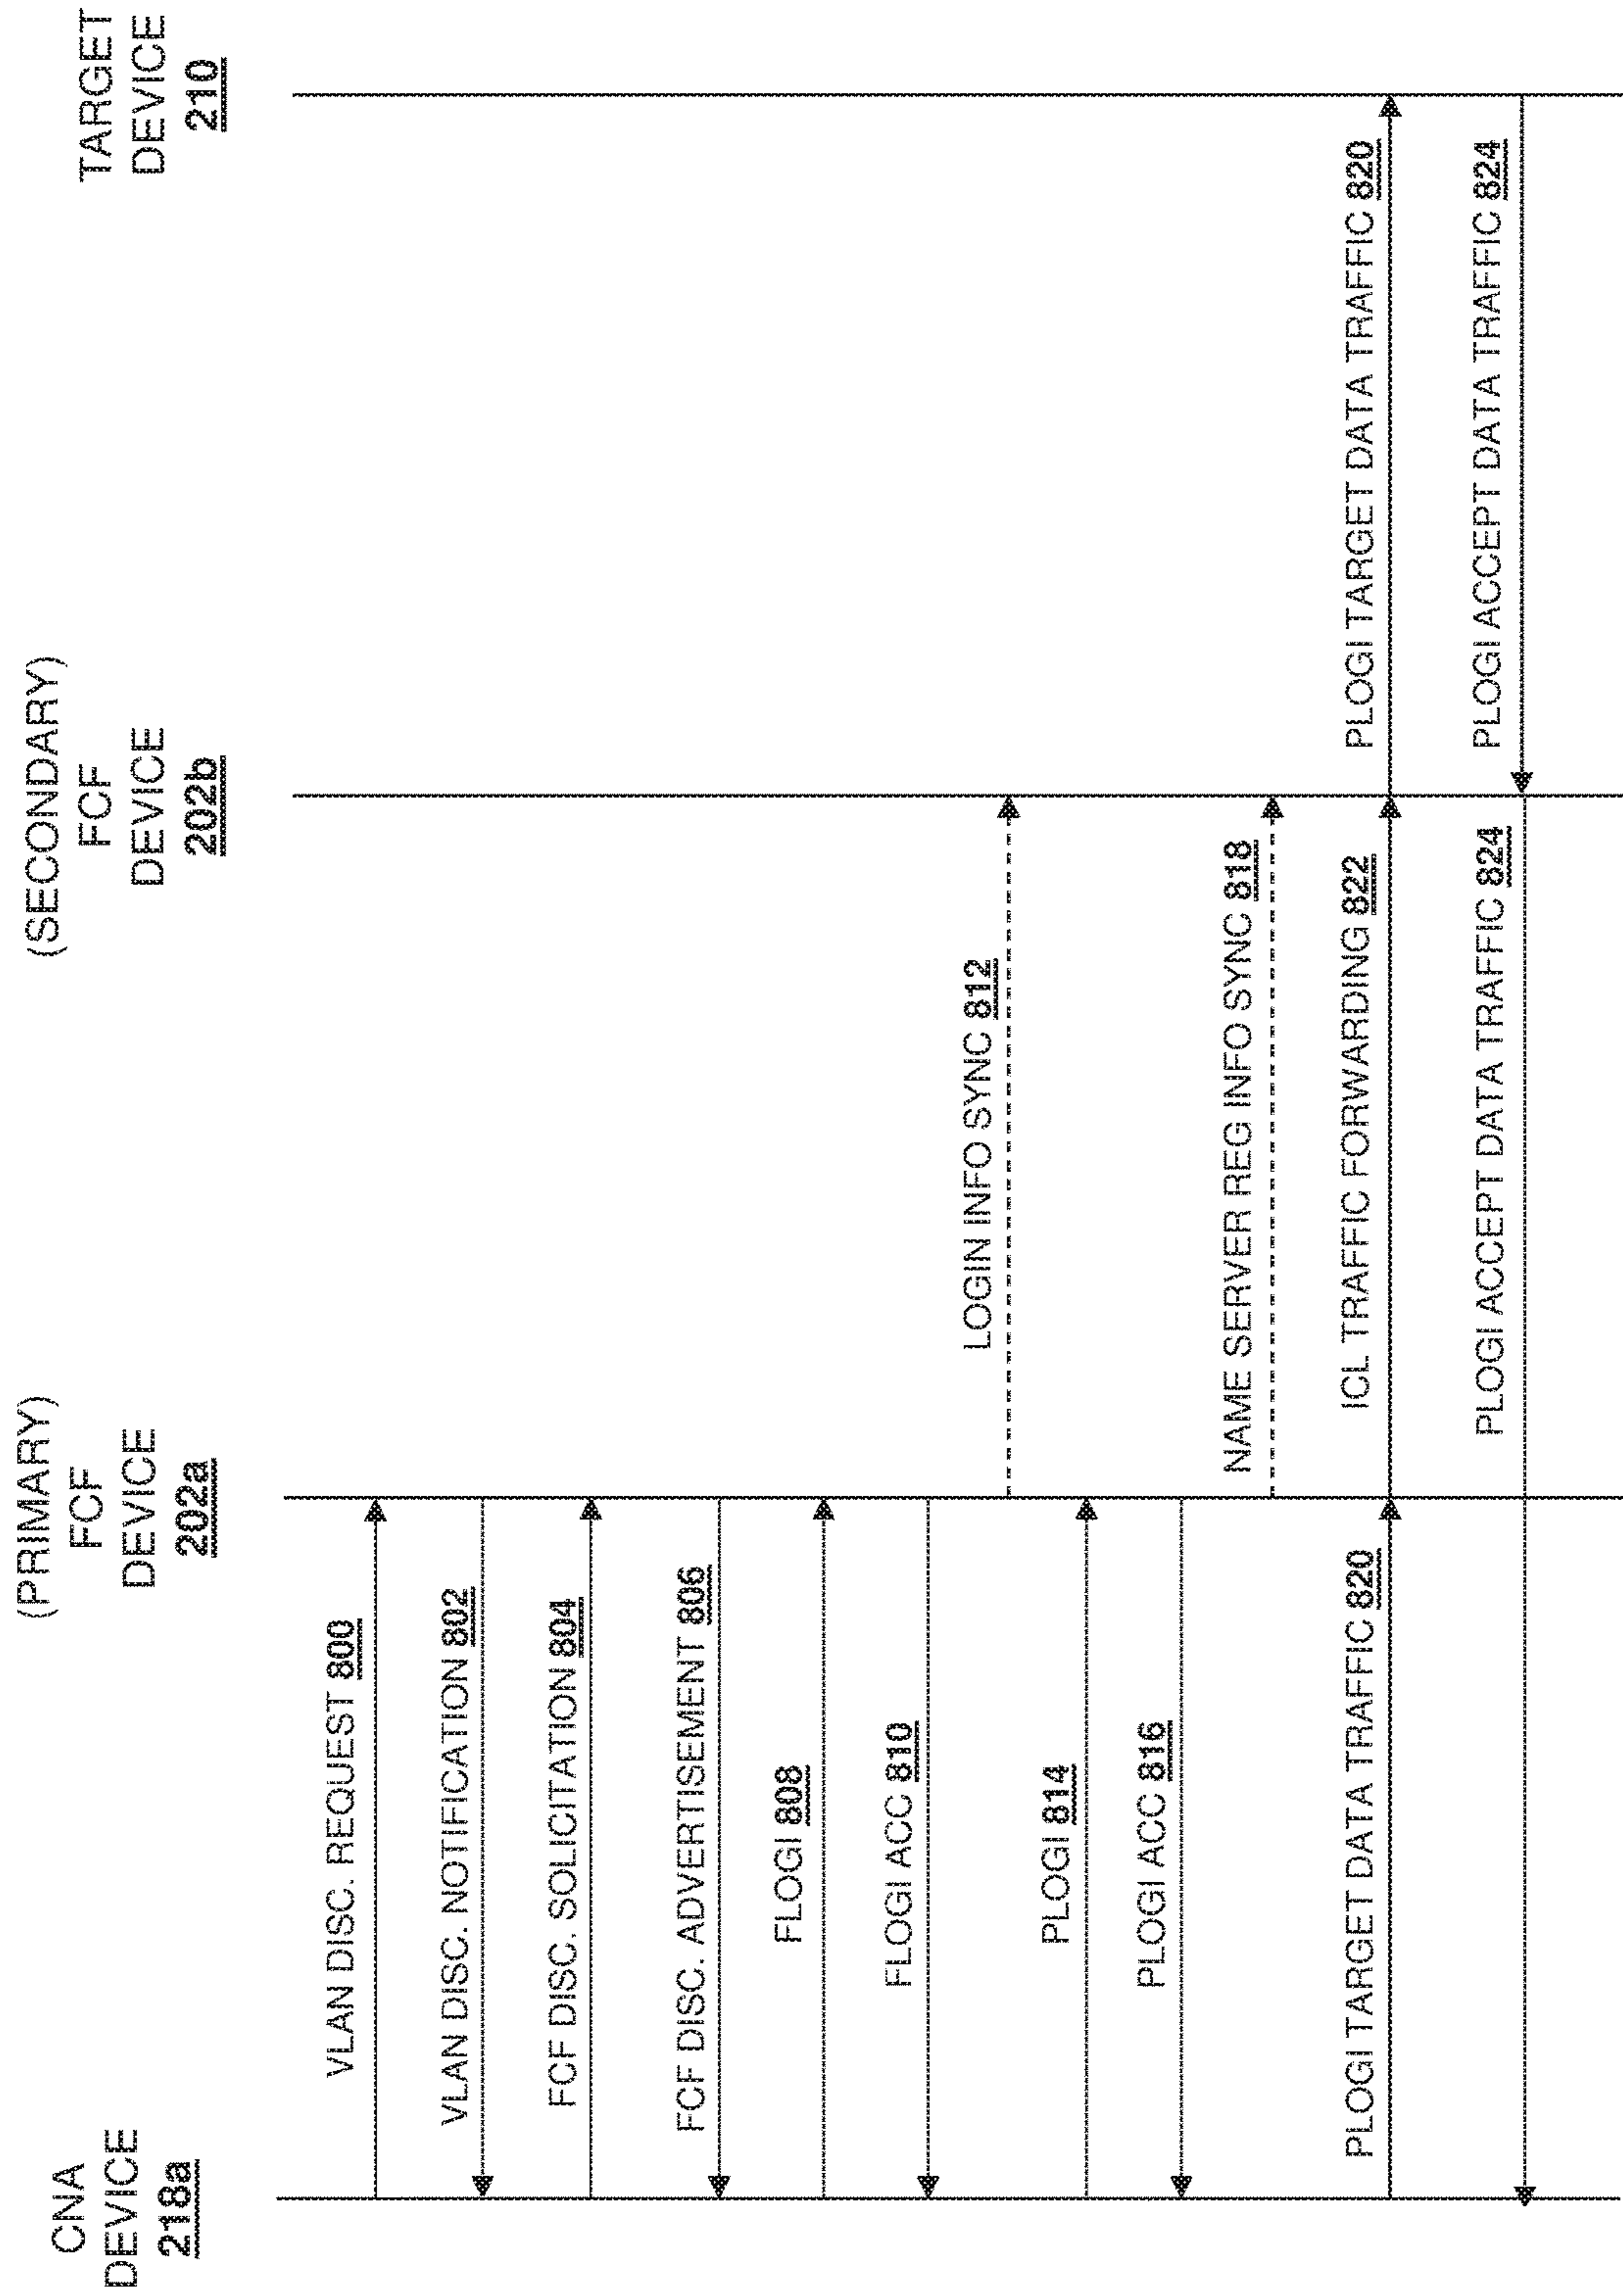 CNA
DEVICE
218a
(PRIMARY)
FCF
DEVICE
202a
(SECONDARY)
FCF
DEVICE
202b
TARGET
DEVICE
210
VLAN DISC. REQUEST 800
VLAN DISC. NOTIFICATION 802
FCF DISC. SOLICITATION 804
FCF DISC. ADVERTISEMENT 806
FLOGI 808
FLOGI ACC 810
LOGIN INFO SYNC 812
PLOGI 814
PLOGI ACC 816
NAME SERVER REG INFO SYNC 818
PLOGI TARGET DATA TRAFFIC 820
ICL TRAFFIC FORWARDING 822
PLOGI TARGET DATA TRAFFIC 820
PLOGI ACCEPT DATA TRAFFIC 824
PLOGI ACCEPT DATA TRAFFIC 824